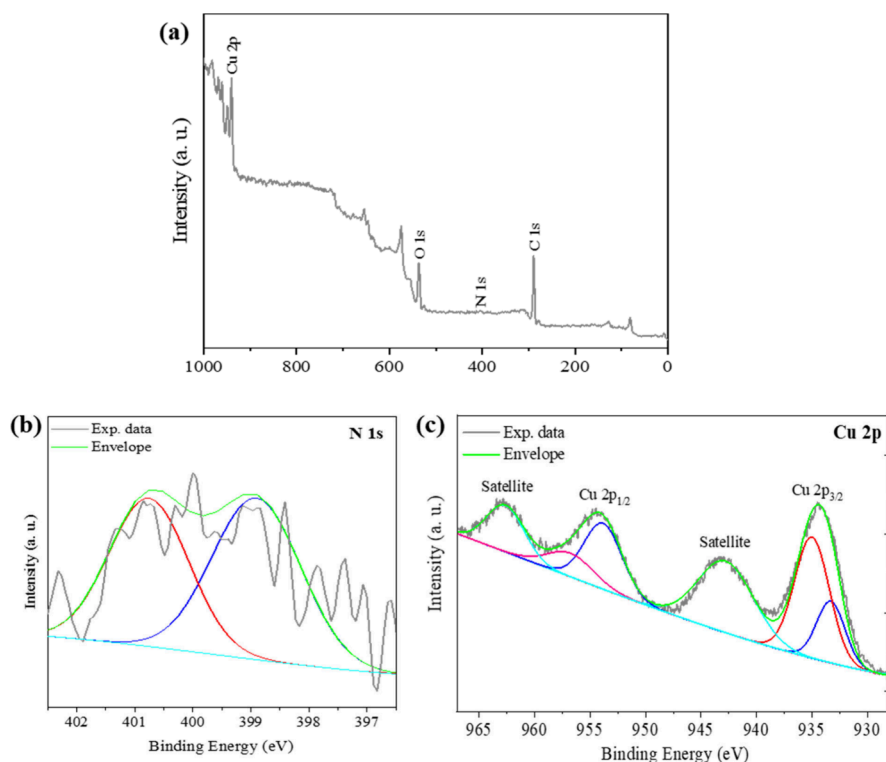 (a)
Cu 2p
O 1s
N 1s
C 1s
Intensity (a. u.)
1000 800 600 400 200 0
(b)
Exp. data
Envelope
N 1s
Intensity (a. u.)
402 401 400 399 398 397
Binding Energy (eV)
(c)
Exp. data
Envelope
Cu 2p
Satellite
Cu 2p1/2
Satellite
Cu 2p3/2
Intensity (a. u.)
965 960 955 950 945 940 935 930
Binding Energy (eV)